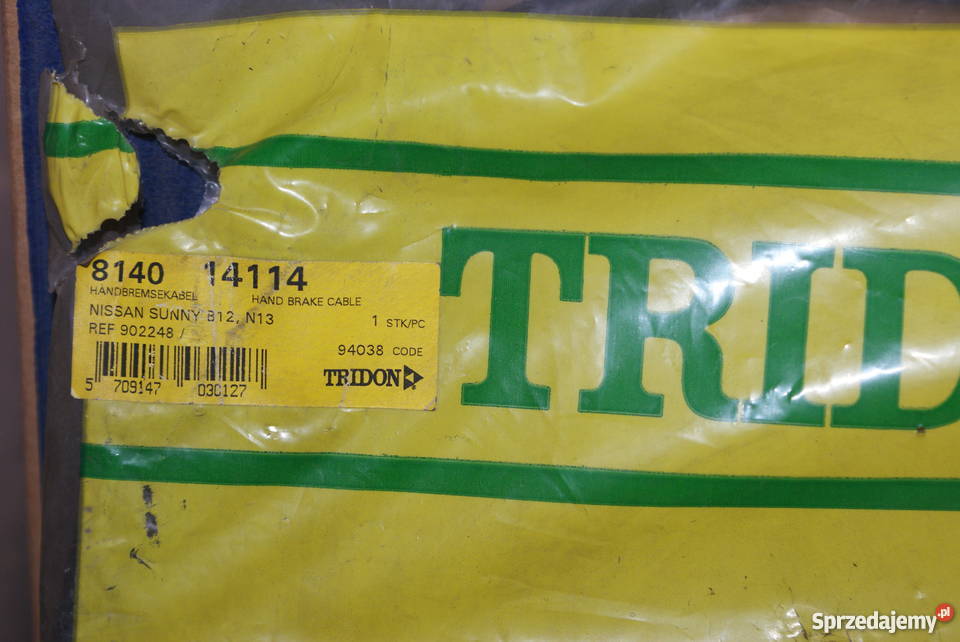 8140 14114
HANDBREMSEKABEL HAND BRAKE CABLE
NISSAN SUNNY B12, N13 1 STK/PC
REF 902248 /
94038 CODE
TRIDON
5 709147 030127
TRID
Sprzedajemy.pl